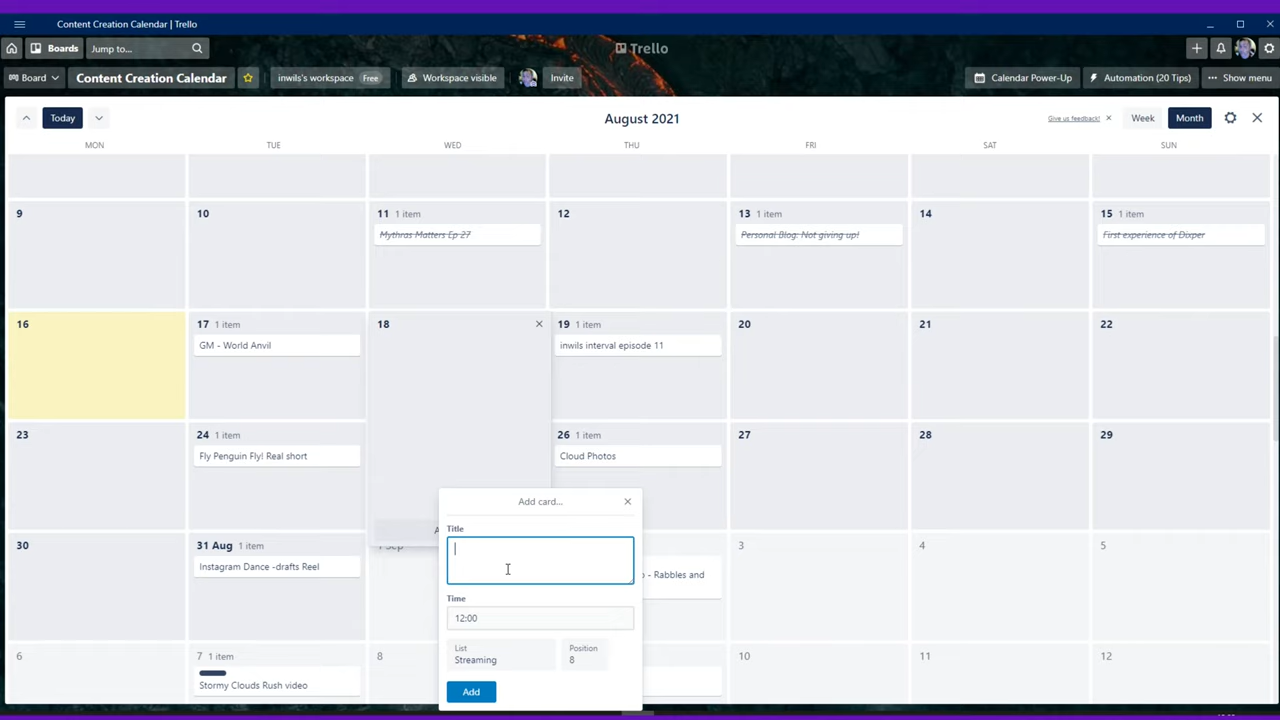 Content Creation Calendar | Trello
Boards
Jump to...
Trello
Board
Content Creation Calendar
inwils's workspace Free
Workspace visible
Invite
Calendar Power-Up
Automation (20 Tips)
Show menu
Today
August 2021
Give us feedback!
Week
Month
MON TUE WED THU FRI SAT SUN
9
10
11 1 item
Mythras Matters Ep 27
12
13 1 item
Personal Blog: Not giving up!
14
15 1 item
First experience of Dixper
16
17 1 item
GM - World Anvil
18
19 1 item
inwils interval episode 11
20
21
22
23
24 1 item
Fly Penguin Fly! Real short
26 1 item
Cloud Photos
27
28
29
30
31 Aug 1 item
Instagram Dance -drafts Reel
1 Sep
- Rabbles and
3
4
5
6
7 1 item
Stormy Clouds Rush video
8
10
11
12
Add card...
Title
Time
12:00
List
Streaming
Position
8
Add